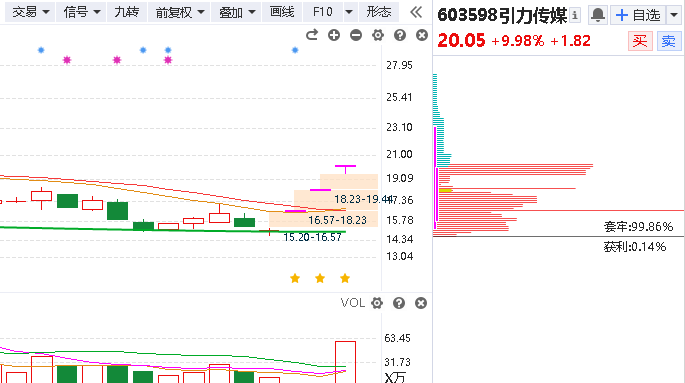 交易 信号 九转 前复权 叠加 画线 F10 形态
603598引力传媒
自选
20.05 +9.98% +1.82
买 卖
27.95
25.41
23.10
21.00
19.09
17.36
15.78
14.34
13.04
18.23-19.44
16.57-18.23
15.20-16.57
套牢:99.86%
获利:0.14%
VOL
63.45
31.73
X万